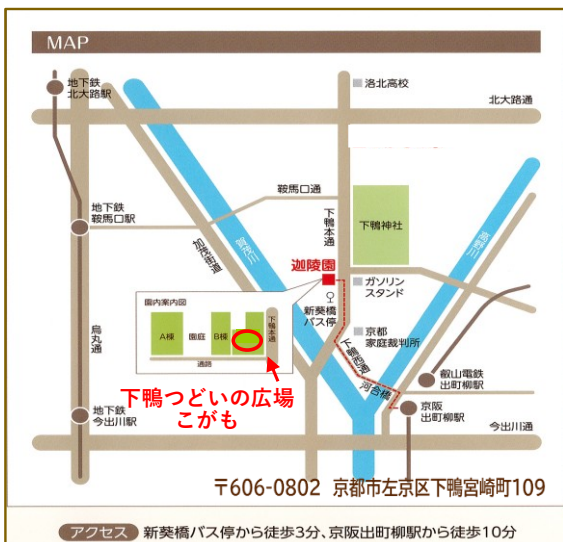 MAP
地下鉄
北大路駅
洛北高校
北大路通
鞍馬口通
地下鉄
鞍馬口駅
加茂街道
賀茂川
下鴨本通
下鴨神社
高野川
迦陵園
新葵橋
バス停
ガソリン
スタンド
園内案内図
A棟
園庭
B棟
下鴨本通
通路
京都
家庭裁判所
下鴨西通
烏丸通
下鴨つどいの広場
こがも
河合橋
叡山電鉄
出町柳駅
京阪
出町柳駅
地下鉄
今出川駅
今出川通
〒606-0802 京都市左京区下鴨宮崎町109
アクセス 新葵橋バス停から徒歩3分、京阪出町柳駅から徒歩10分